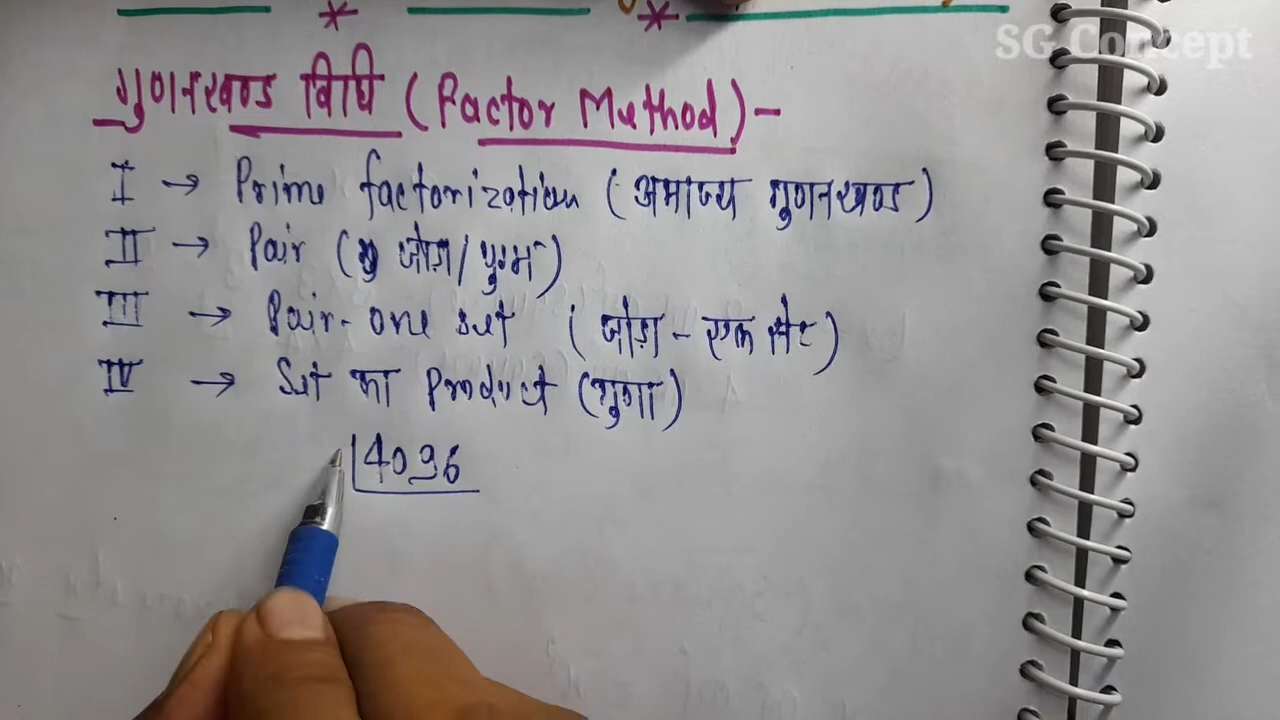 SG Concept
गुणनखण्ड विधि (Factor Method) -
I → Prime factorization (अभाज्य गुणनखण्ड)
II → Pair (जोड़ा/युग्म)
III → Pair - one set (जोड़ा - एक सेट)
IV → Set का Product (गुणा)
4096